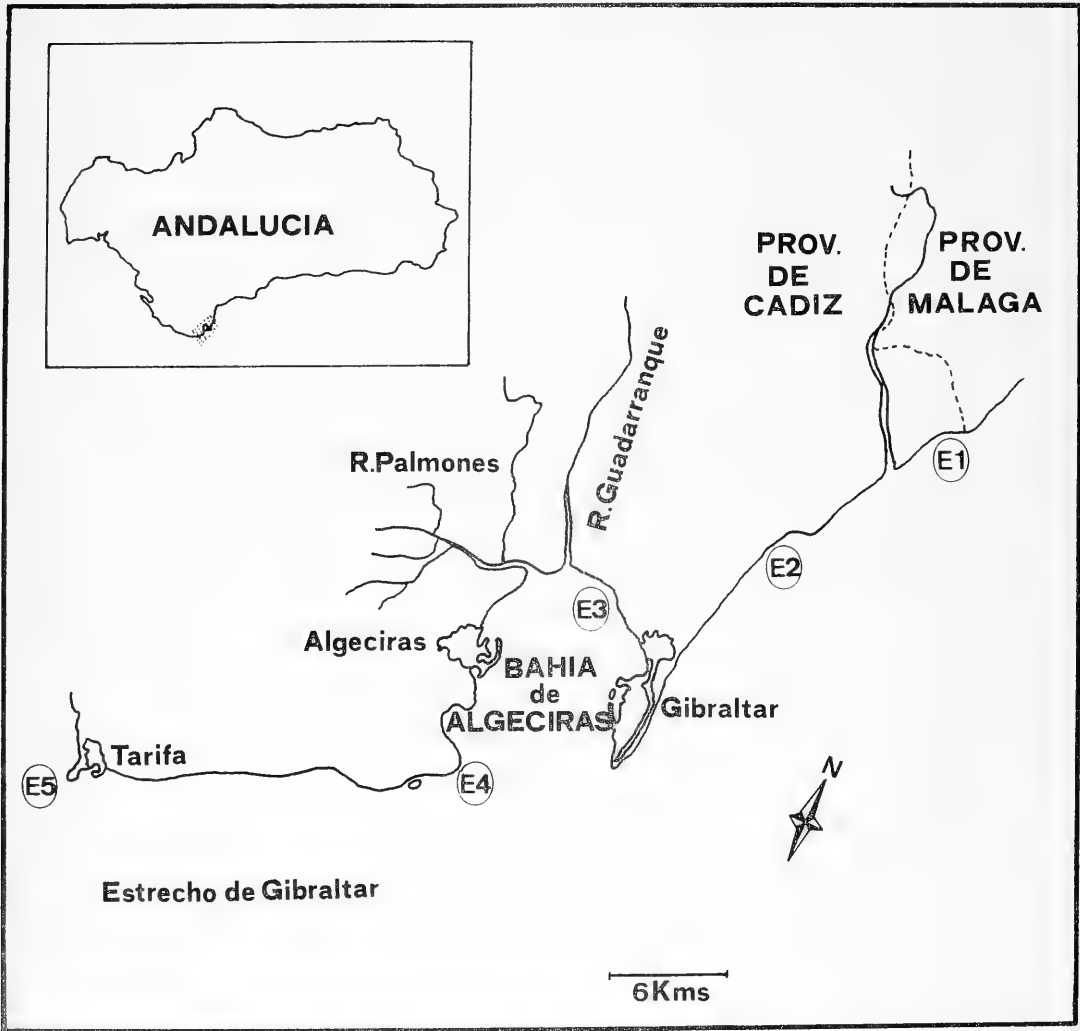 ANDALUCIA
PROV.
DE
CADIZ
PROV.
DE
MALAGA
R.Guadarranque
R.Palmones
E1
E2
E3
Algeciras
BAHIA
de
ALGECIRAS
Gibraltar
Tarifa
E5
E4
N
Estrecho de Gibraltar
6Kms